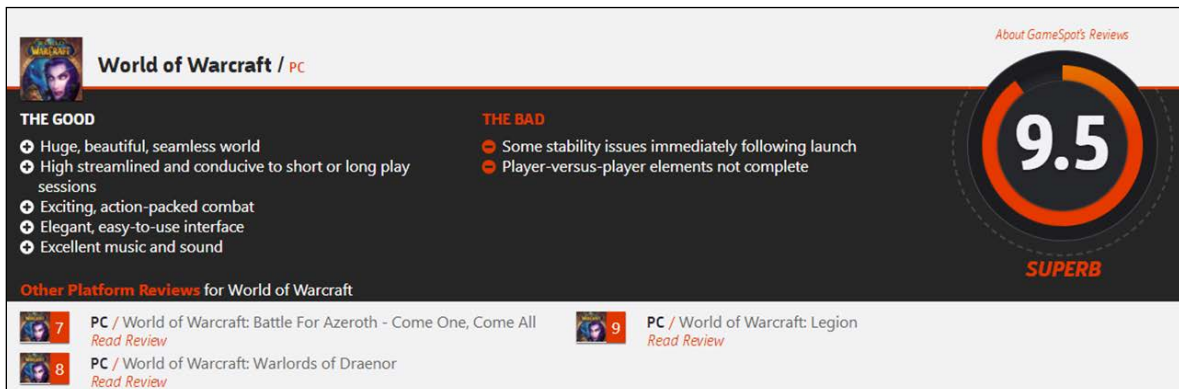 About GameSpot's Reviews
World of Warcraft / PC
THE GOOD
Huge, beautiful, seamless world
High streamlined and conducive to short or long play
sessions
Exciting, action-packed combat
Elegant, easy-to-use interface
Excellent music and sound
THE BAD
Some stability issues immediately following launch
Player-versus-player elements not complete
9.5
SUPERB
Other Platform Reviews for World of Warcraft
7 PC / World of Warcraft: Battle For Azeroth - Come One, Come All
Read Review
9 PC / World of Warcraft: Legion
Read Review
8 PC / World of Warcraft: Warlords of Draenor
Read Review